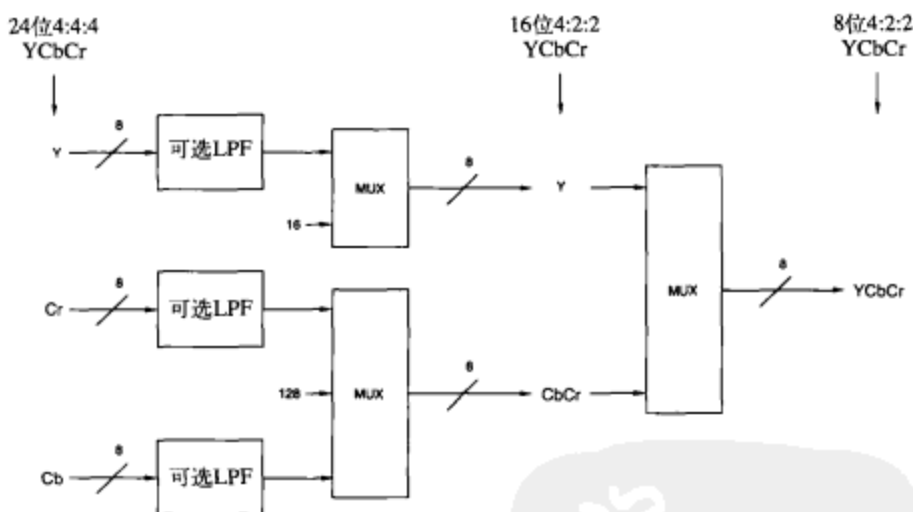 24位4:4:4
YCbCr
16位4:2:2
YCbCr
8位4:2:2
YCbCr
Y
8
可选LPF
MUX
16
8
Y
Cr
8
可选LPF
128
MUX
8
CbCr
MUX
8
YCbCr
Cb
8
可选LPF